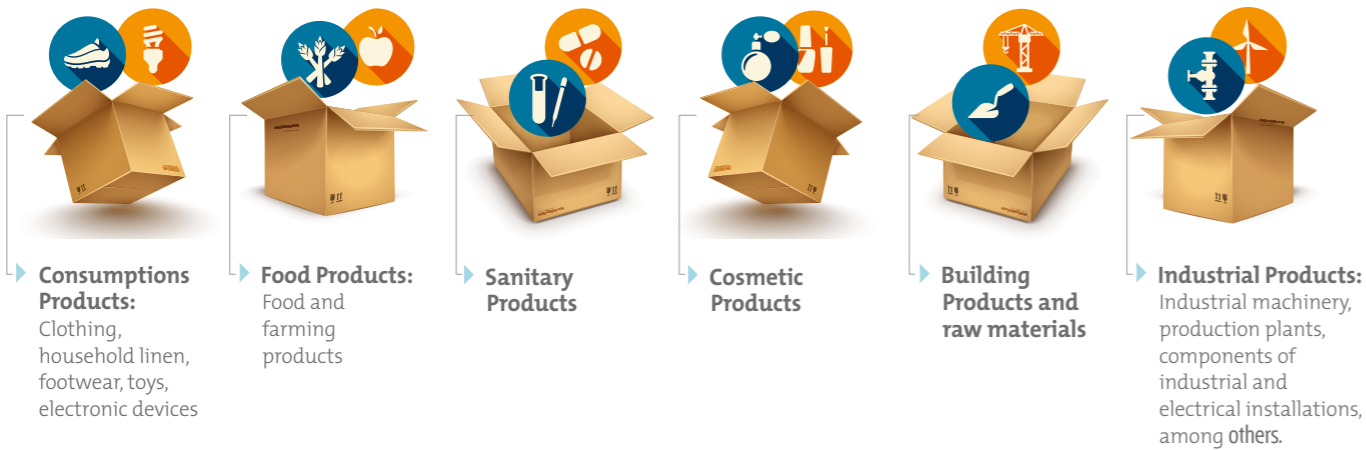 Consumptions
Products:
Clothing,
household linen,
footwear, toys,
electronic devices
Food Products:
Food and
farming
products
Sanitary
Products
Cosmetic
Products
Building
Products and
raw materials
Industrial Products:
Industrial machinery,
production plants,
components of
industrial and
electrical installations,
among others.